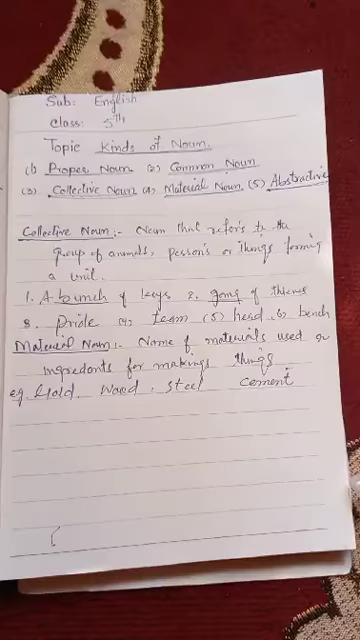 Sub: English
Class: 5th
Topic Kinds of Noun.
(1) Proper Noun (2) Common Noun
(3) Collective Noun (4) Material Noun (5) Abstractive
Collective Noun:- Noun that refers to the
group of animals, person's or things forming
a unit.
1. A bunch of keys 2. gang of thieves
3. pride (4) team (5) herd (6) bench
Material Noun:- Name of materials used or
ingredents for makings things
eg. Gold. Wood. Steel cement